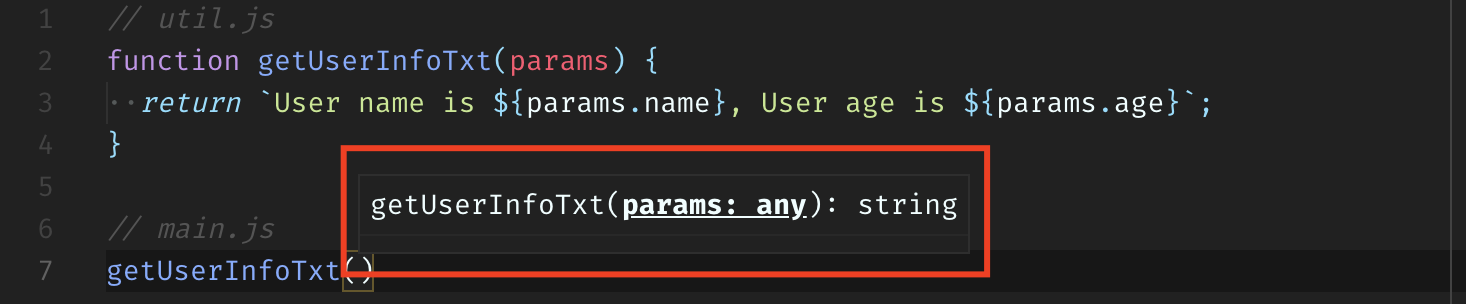 1 // util.js
2 function getUserInfoTxt(params) {
3 ··return `User name is ${params.name}, User age is ${params.age}`;
4 }
5
getUserInfoTxt(params: any): string
6 // main.js
7 getUserInfoTxt()